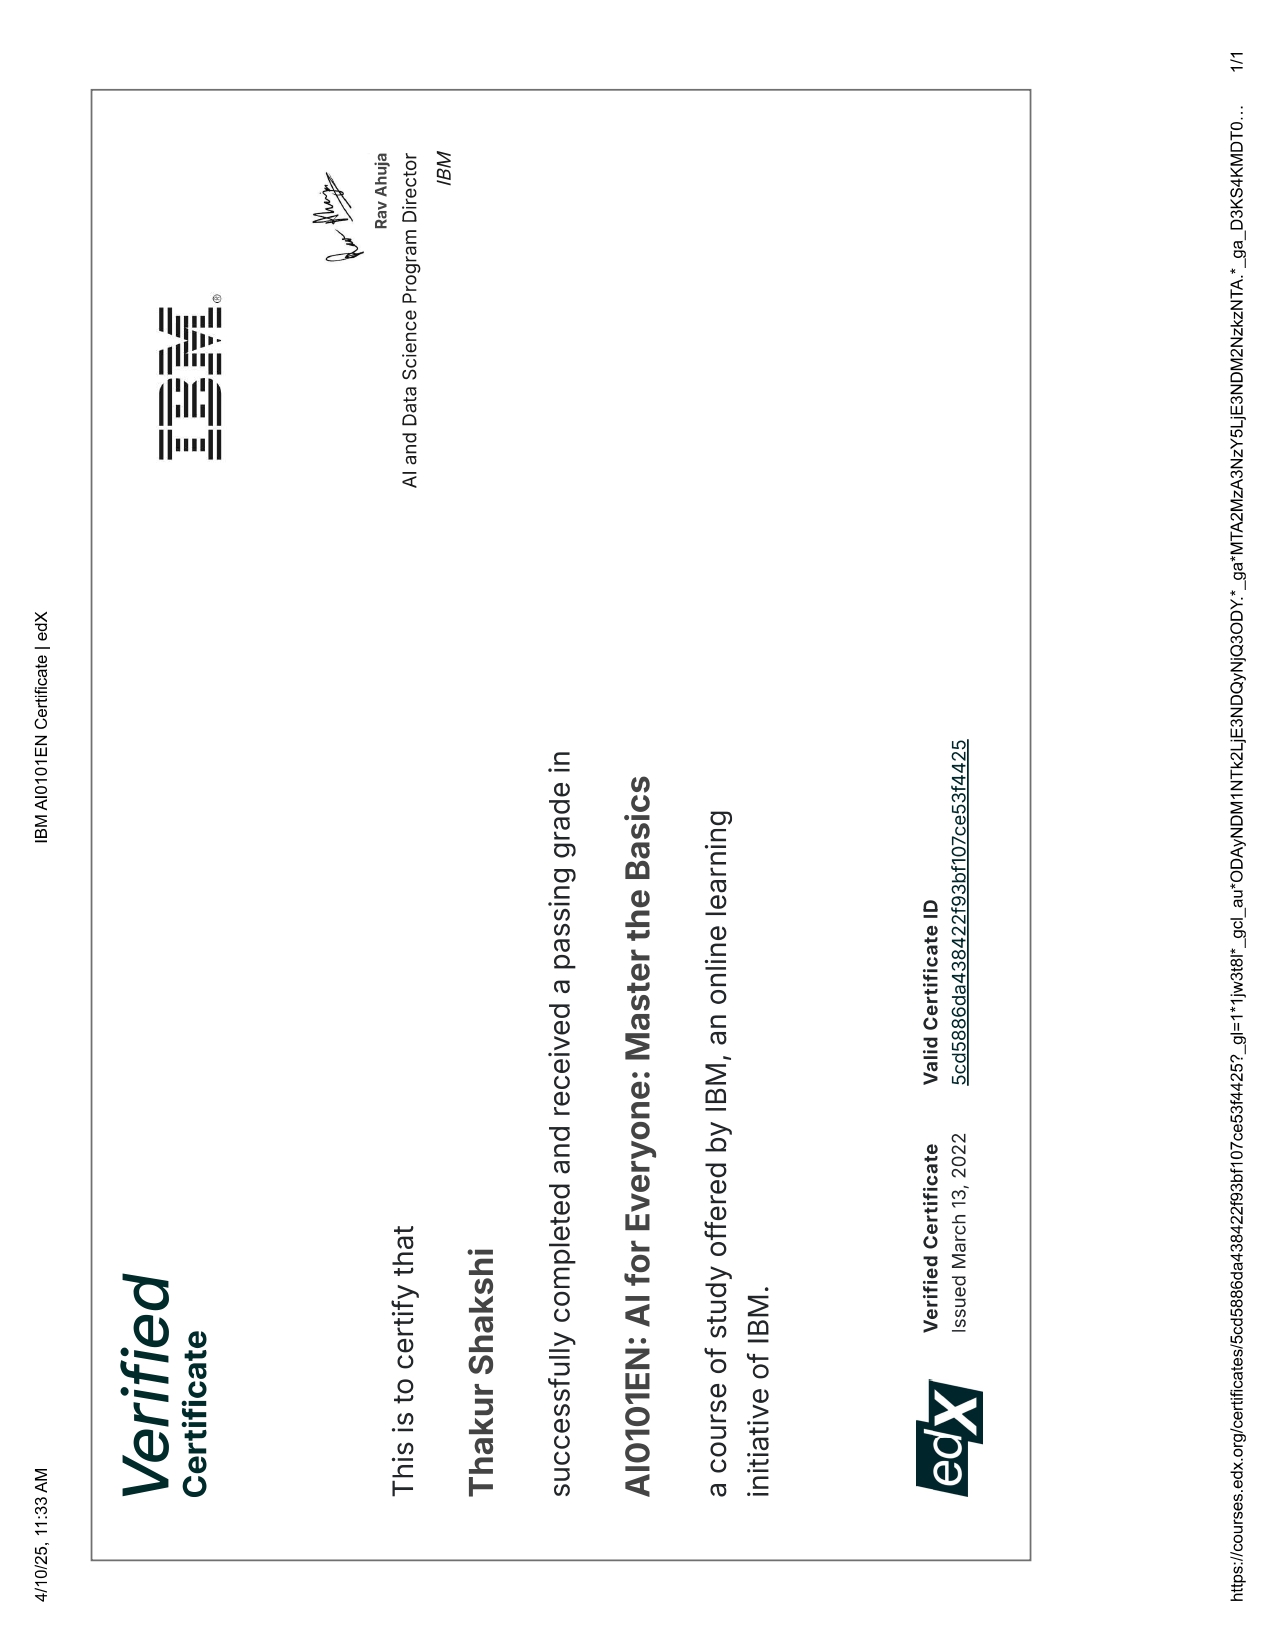 4/10/25, 11:33 AM
IBM AI0101EN Certificate | edX
Verified
Certificate
IBM®
Rav Ahuja
Rav Ahuja
AI and Data Science Program Director
IBM
This is to certify that
Thakur Shakshi
successfully completed and received a passing grade in
AI0101EN: AI for Everyone: Master the Basics
a course of study offered by IBM, an online learning
initiative of IBM.
edX
Verified Certificate
Issued March 13, 2022
Valid Certificate ID
5cd5886da438422f93bf107ce53f4425
https://courses.edx.org/certificates/5cd5886da438422f93bf107ce53f4425?_gl=1*1jw3t8l*_gcl_au*ODAyNDM1NTk2LjE3NDQyNjQ3ODY.*_ga*MTA2MzA3NzY5LjE3NDM2NzkzNTA.*_ga_D3KS4KMDT0…
1/1